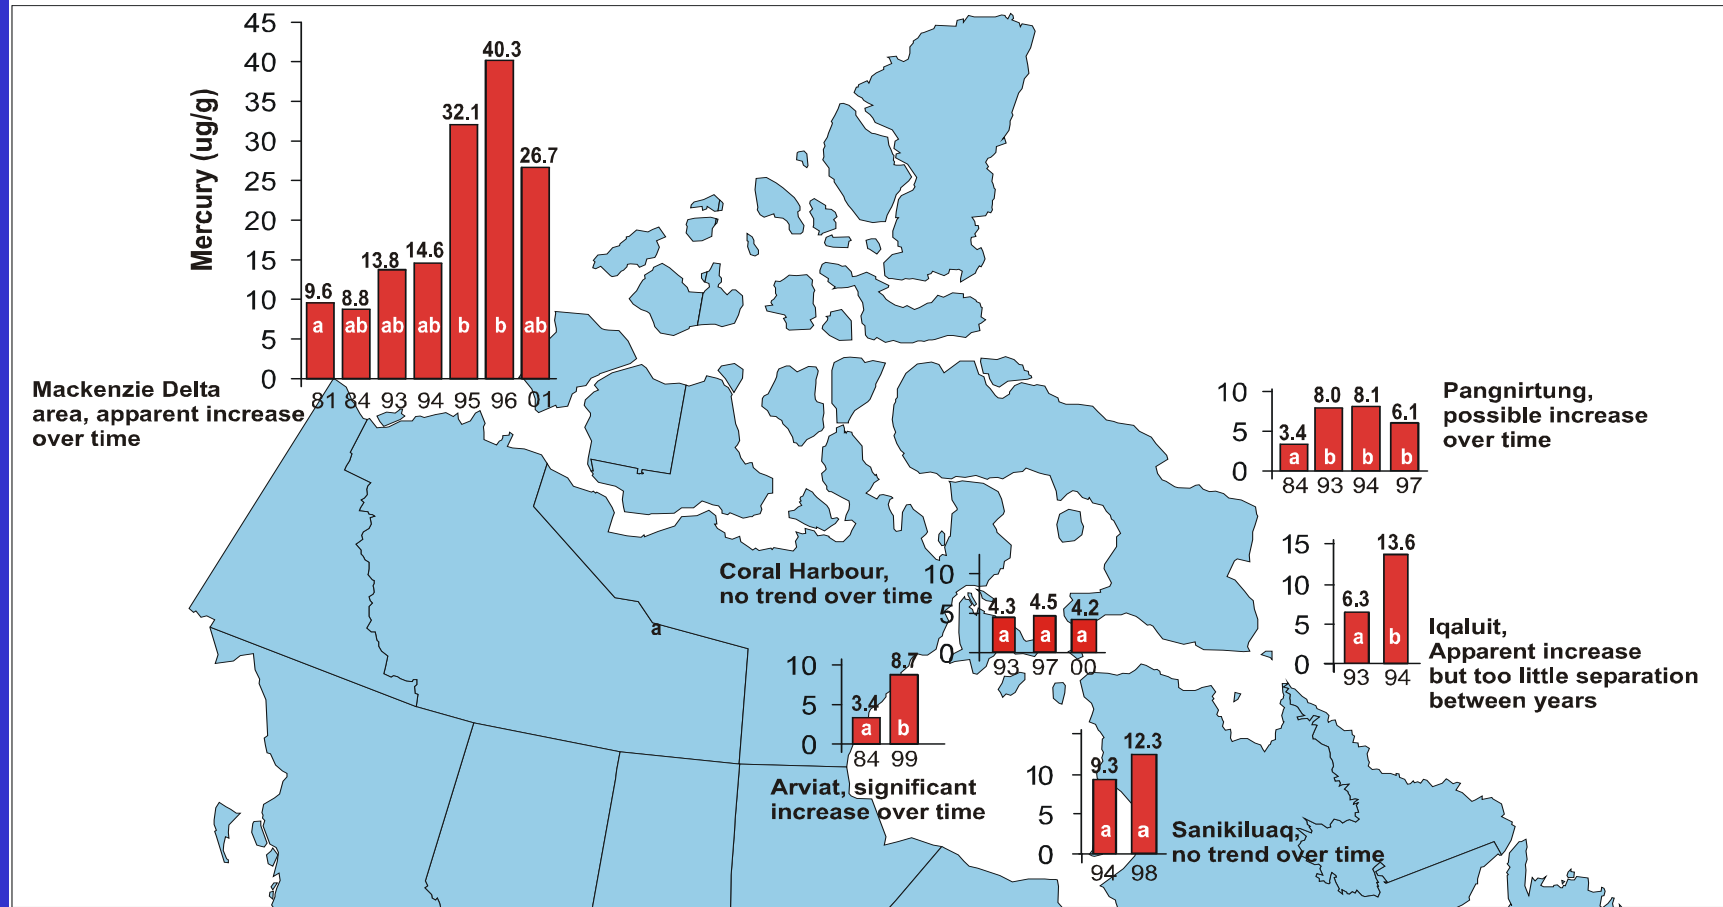 45
40
35
30
25
20
15
10
5
0
Mercury (ug/g)
9.6 8.8 13.8 14.6 32.1 40.3 26.7
a ab ab ab b b ab
81 84 93 94 95 96 01
Mackenzie Delta
area, apparent increase
over time
10
5
0
3.4 8.0 8.1 6.1
a b b b
84 93 94 97
Pangnirtung,
possible increase
over time
15
10
5
0
6.3 13.6
a b
93 94
Iqaluit,
Apparent increase
but too little separation
between years
Coral Harbour,
no trend over time
10
5
0
4.3 4.5 4.2
a a a
93 97 00
a
10
5
0
3.4 8.7
a b
84 99
Arviat, significant
increase over time
10
5
0
9.3 12.3
a a
94 98
Sanikiluaq,
no trend over time